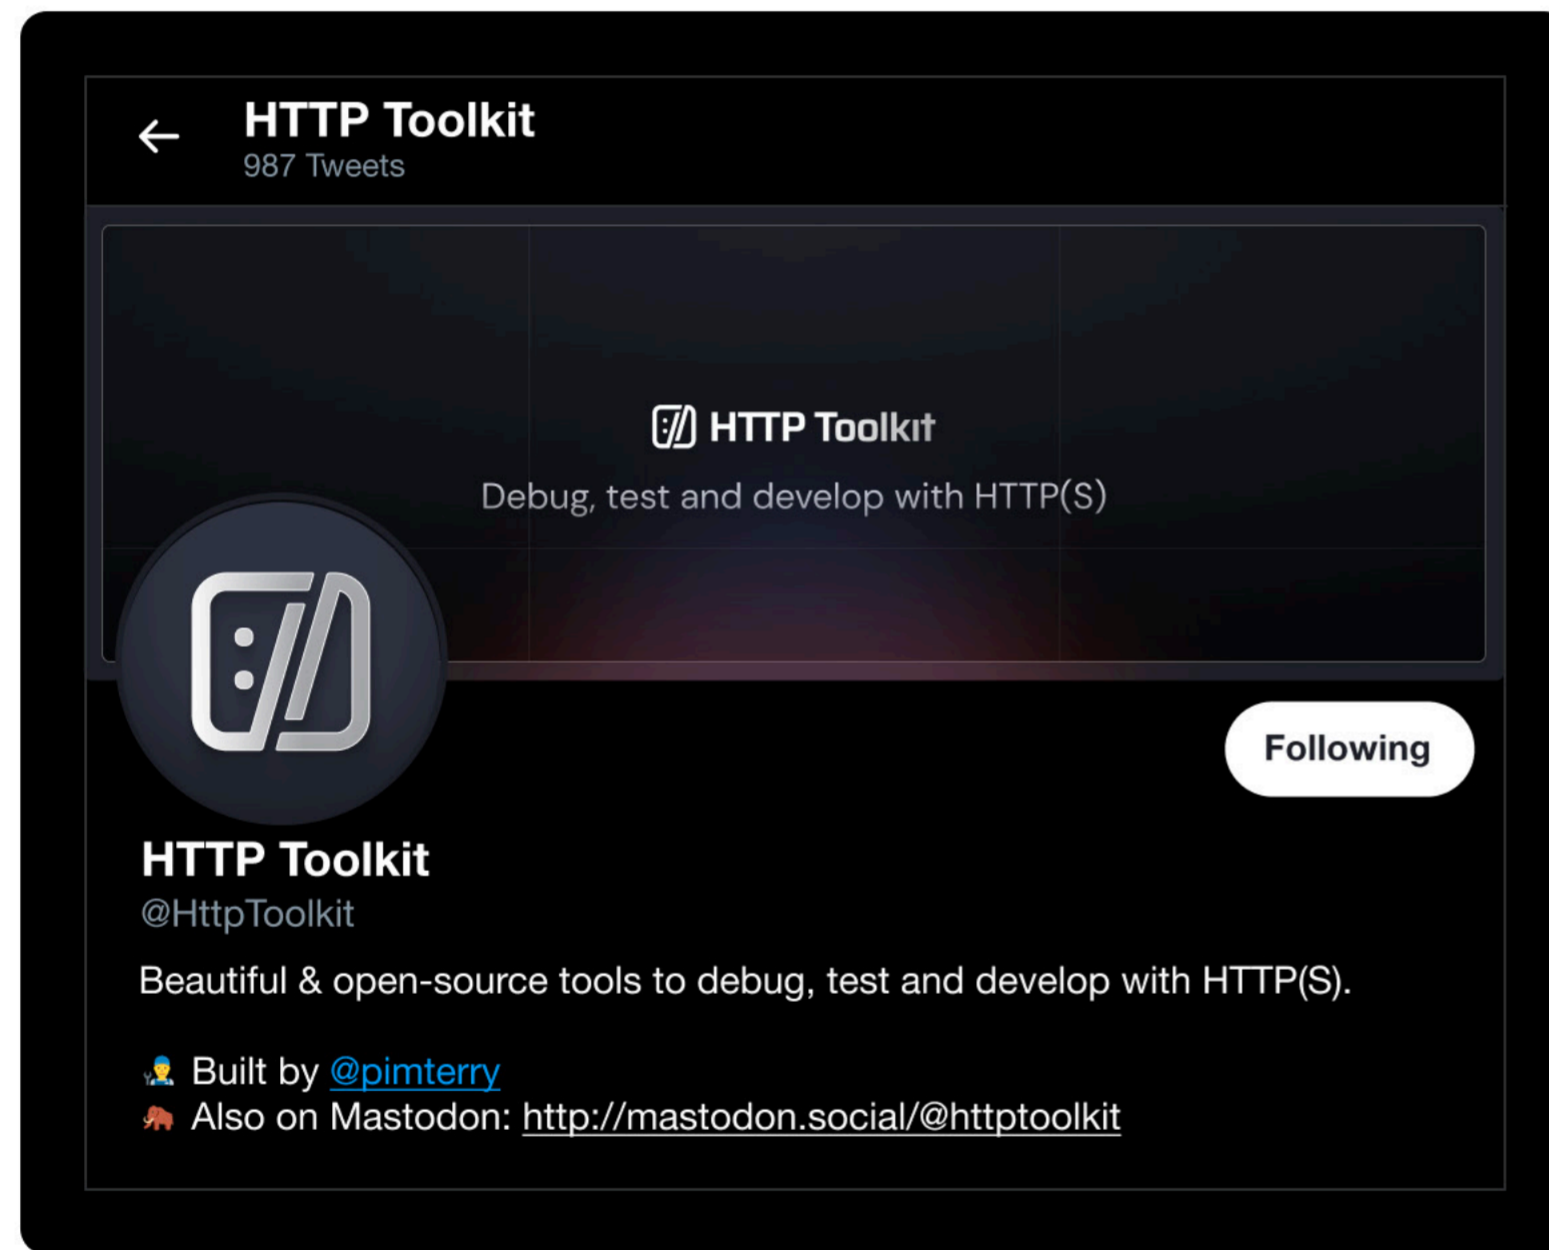 HTTP Toolkit
987 Tweets
HTTP Toolkit
Debug, test and develop with HTTP(S)
Following
HTTP Toolkit
@HttpToolkit
Beautiful & open-source tools to debug, test and develop with HTTP(S).
👨‍🔧 Built by @pimterry
🦣 Also on Mastodon: http://mastodon.social/@httptoolkit